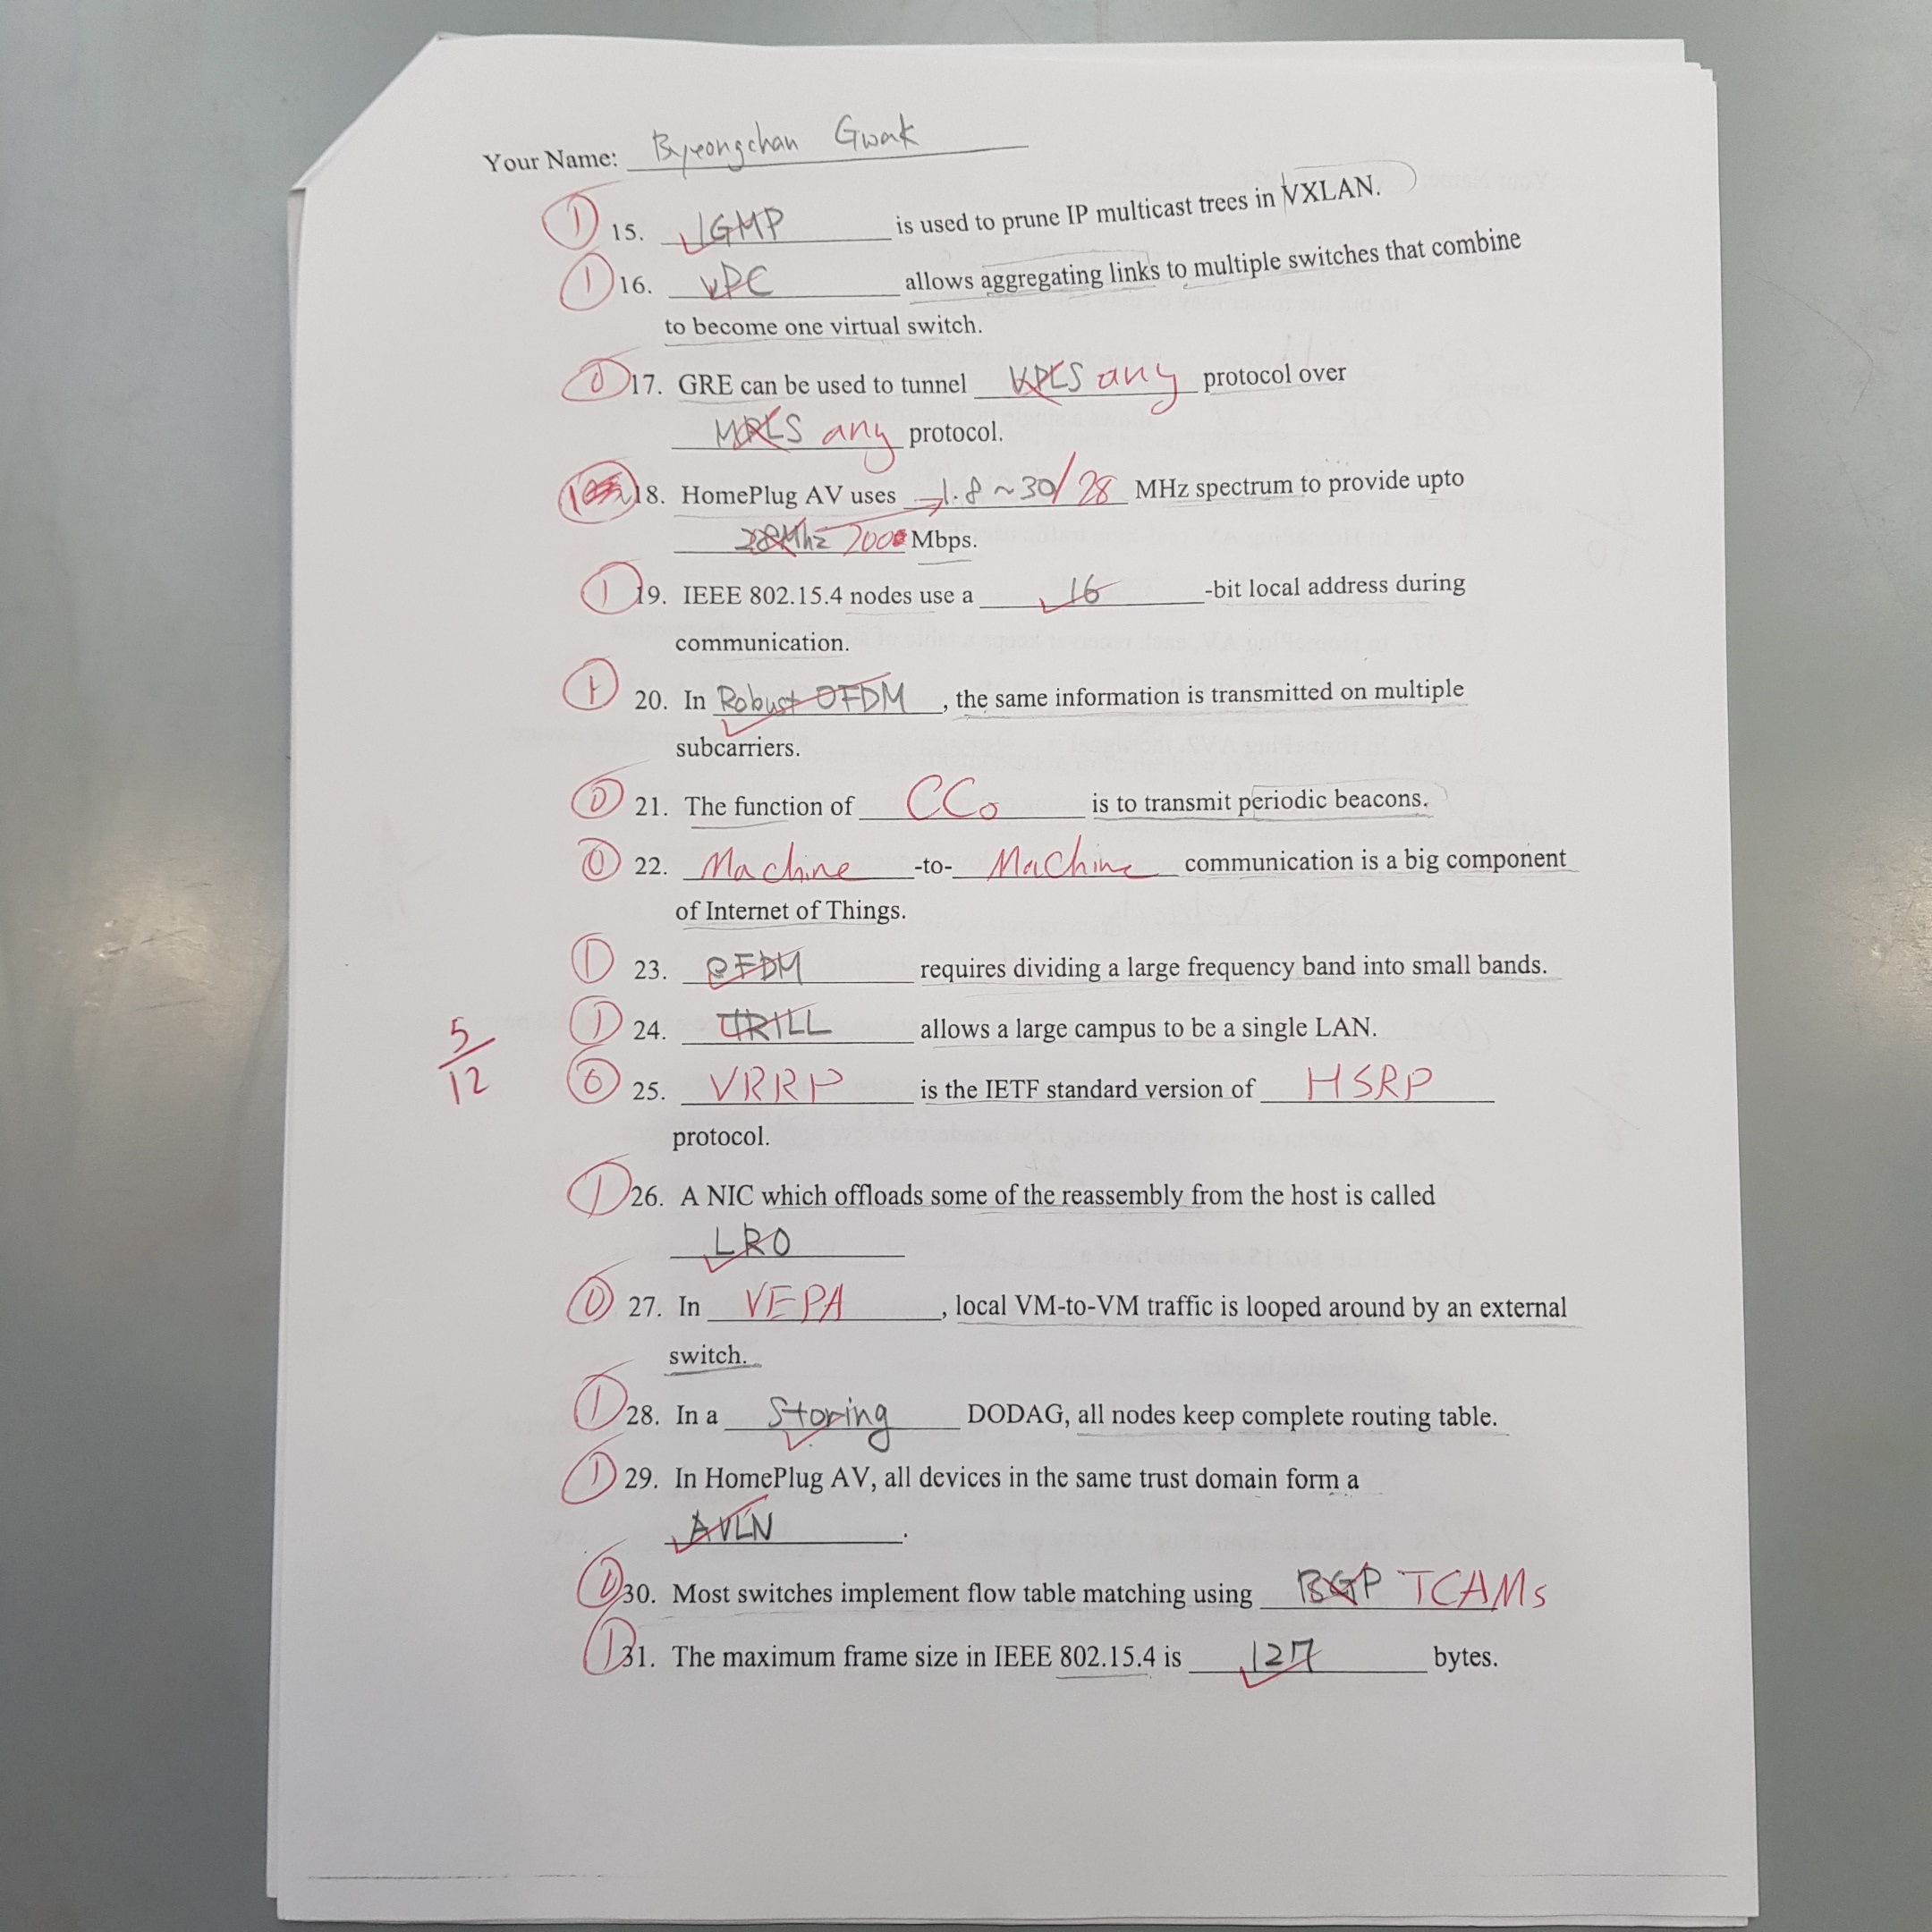 Your Name: Byeongchan Gwak
1 15. IGMP is used to prune IP multicast trees in VXLAN.
1 16. vPC allows aggregating links to multiple switches that combine
to become one virtual switch.
0 17. GRE can be used to tunnel VPLS any protocol over
MPLS any protocol.
1 18. HomePlug AV uses 1.8 ~ 30 / 28 MHz spectrum to provide upto
28Mhz 200 Mbps.
1 19. IEEE 802.15.4 nodes use a 16 -bit local address during
communication.
1 20. In Robust OFDM, the same information is transmitted on multiple
subcarriers.
0 21. The function of CCo is to transmit periodic beacons.
0 22. Machine -to- Machine communication is a big component
of Internet of Things.
1 23. OFDM requires dividing a large frequency band into small bands.
1 24. TRILL allows a large campus to be a single LAN.
5/12
0 25. VRRP is the IETF standard version of HSRP
protocol.
1 26. A NIC which offloads some of the reassembly from the host is called
LRO
0 27. In VEPA, local VM-to-VM traffic is looped around by an external
switch.
1 28. In a Storing DODAG, all nodes keep complete routing table.
1 29. In HomePlug AV, all devices in the same trust domain form a
AVLN.
0 30. Most switches implement flow table matching using BGP TCAMs
1 31. The maximum frame size in IEEE 802.15.4 is 127 bytes.